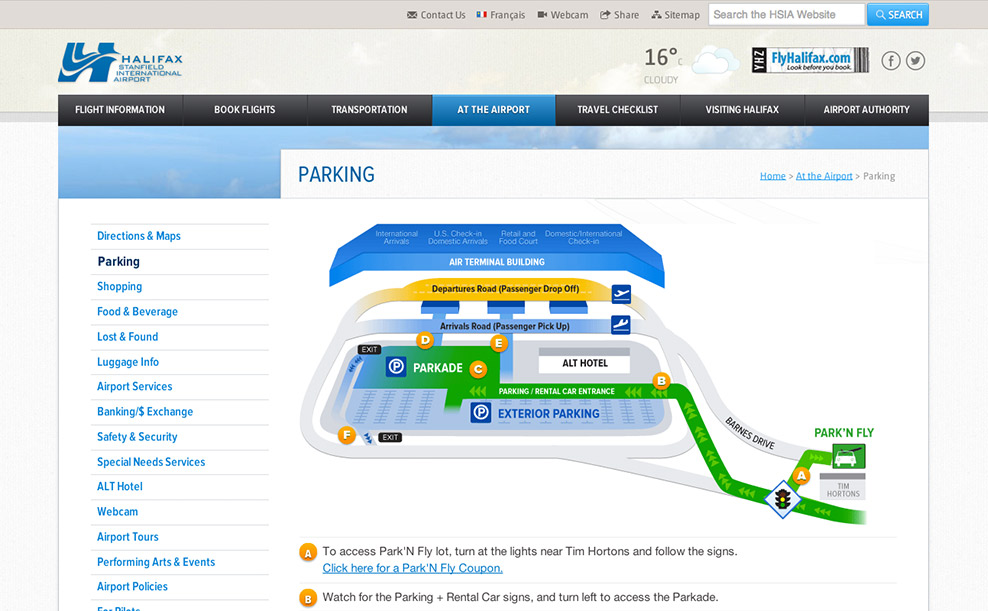 Contact Us Français Webcam Share Sitemap Search the HSIA Website SEARCH
HALIFAX
STANFIELD
INTERNATIONAL
AIRPORT
16°C
CLOUDY
YHZ FlyHalifax.com
Look before you book.
FLIGHT INFORMATION BOOK FLIGHTS TRANSPORTATION AT THE AIRPORT TRAVEL CHECKLIST VISITING HALIFAX AIRPORT AUTHORITY
PARKING
Home > At the Airport > Parking
Directions & Maps
Parking
Shopping
Food & Beverage
Lost & Found
Luggage Info
Airport Services
Banking/$ Exchange
Safety & Security
Special Needs Services
ALT Hotel
Webcam
Airport Tours
Performing Arts & Events
Airport Policies
For Pilots
International
Arrivals
U.S. Check-in
Domestic Arrivals
Retail and
Food Court
Domestic/International
Check-in
AIR TERMINAL BUILDING
Departures Road (Passenger Drop Off)
Arrivals Road (Passenger Pick Up)
D
E
EXIT
P PARKADE C
ALT HOTEL
B
PARKING / RENTAL CAR ENTRANCE
P EXTERIOR PARKING
F EXIT
BARNES DRIVE
PARK'N FLY
A
TIM
HORTONS
A To access Park'N Fly lot, turn at the lights near Tim Hortons and follow the signs.
Click here for a Park'N Fly Coupon.
B Watch for the Parking + Rental Car signs, and turn left to access the Parkade.